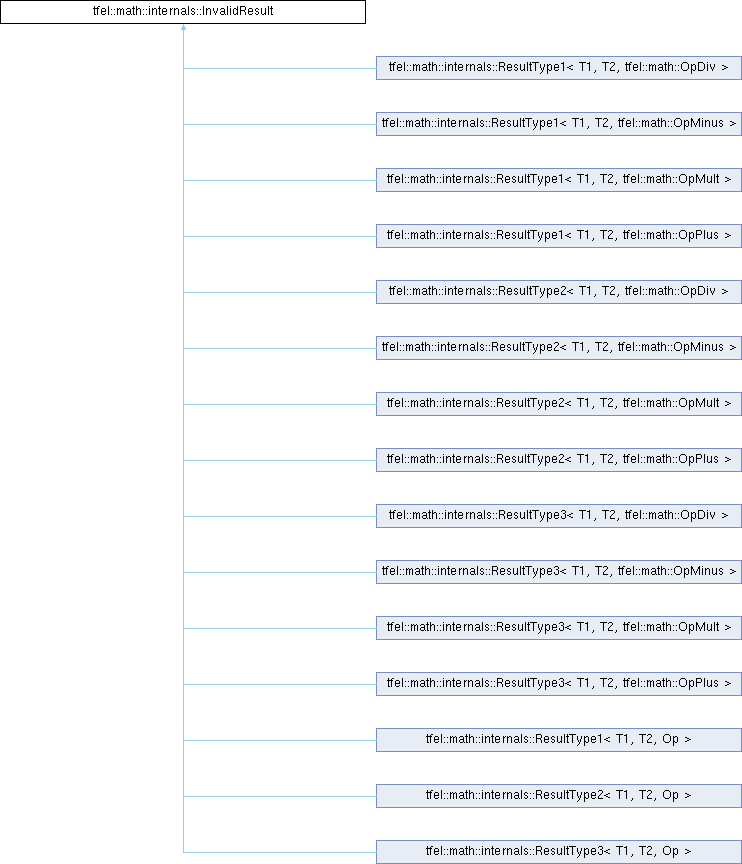 tfel::math::internals::InvalidResult
tfel::math::internals::ResultType1< T1, T2, tfel::math::OpDiv >
tfel::math::internals::ResultType1< T1, T2, tfel::math::OpMinus >
tfel::math::internals::ResultType1< T1, T2, tfel::math::OpMult >
tfel::math::internals::ResultType1< T1, T2, tfel::math::OpPlus >
tfel::math::internals::ResultType2< T1, T2, tfel::math::OpDiv >
tfel::math::internals::ResultType2< T1, T2, tfel::math::OpMinus >
tfel::math::internals::ResultType2< T1, T2, tfel::math::OpMult >
tfel::math::internals::ResultType2< T1, T2, tfel::math::OpPlus >
tfel::math::internals::ResultType3< T1, T2, tfel::math::OpDiv >
tfel::math::internals::ResultType3< T1, T2, tfel::math::OpMinus >
tfel::math::internals::ResultType3< T1, T2, tfel::math::OpMult >
tfel::math::internals::ResultType3< T1, T2, tfel::math::OpPlus >
tfel::math::internals::ResultType1< T1, T2, Op >
tfel::math::internals::ResultType2< T1, T2, Op >
tfel::math::internals::ResultType3< T1, T2, Op >